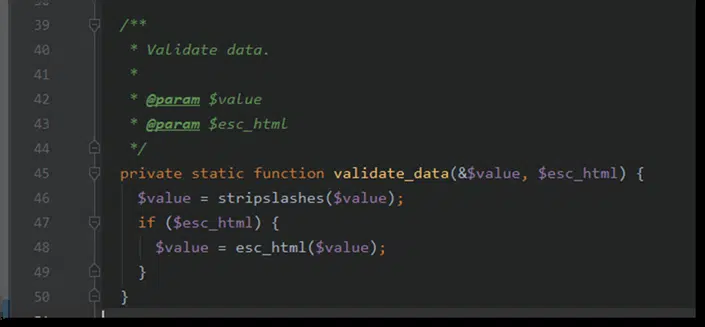 39 /**
40 * Validate data.
41 *
42 * @param $value
43 * @param $esc_html
44 */
45 private static function validate_data(&$value, $esc_html) {
46 $value = stripslashes($value);
47 if ($esc_html) {
48 $value = esc_html($value);
49 }
50 }